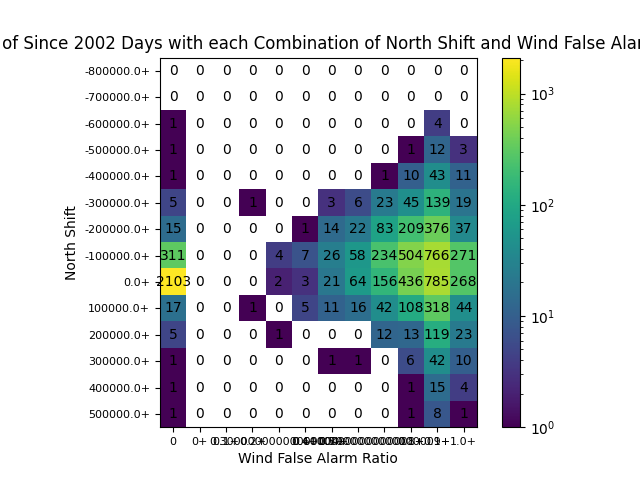 of Since 2002 Days with each Combination of North Shift and Wind False Alar
-800000.0+ 0 0 0 0 0 0 0 0 0 0 0 0
-700000.0+ 0 0 0 0 0 0 0 0 0 0 0 0
-600000.0+ 1 0 0 0 0 0 0 0 0 0 4 0
-500000.0+ 1 0 0 0 0 0 0 0 0 1 12 3
-400000.0+ 1 0 0 0 0 0 0 0 1 10 43 11
-300000.0+ 5 0 0 1 0 0 3 6 23 45 139 19
-200000.0+ 15 0 0 0 0 1 14 22 83 209 376 37
-100000.0+ 311 0 0 0 4 7 26 58 234 504 766 271
0.0+ 2103 0 0 0 2 3 21 64 156 436 785 268
100000.0+ 17 0 0 1 0 5 11 16 42 108 318 44
200000.0+ 5 0 0 0 1 0 0 0 12 13 119 23
300000.0+ 1 0 0 0 0 0 1 1 0 6 42 10
400000.0+ 1 0 0 0 0 0 0 0 0 1 15 4
500000.0+ 1 0 0 0 0 0 0 0 0 1 8 1
0 0+ 1.0+
Wind False Alarm Ratio
North Shift
10³
10²
10¹
10⁰